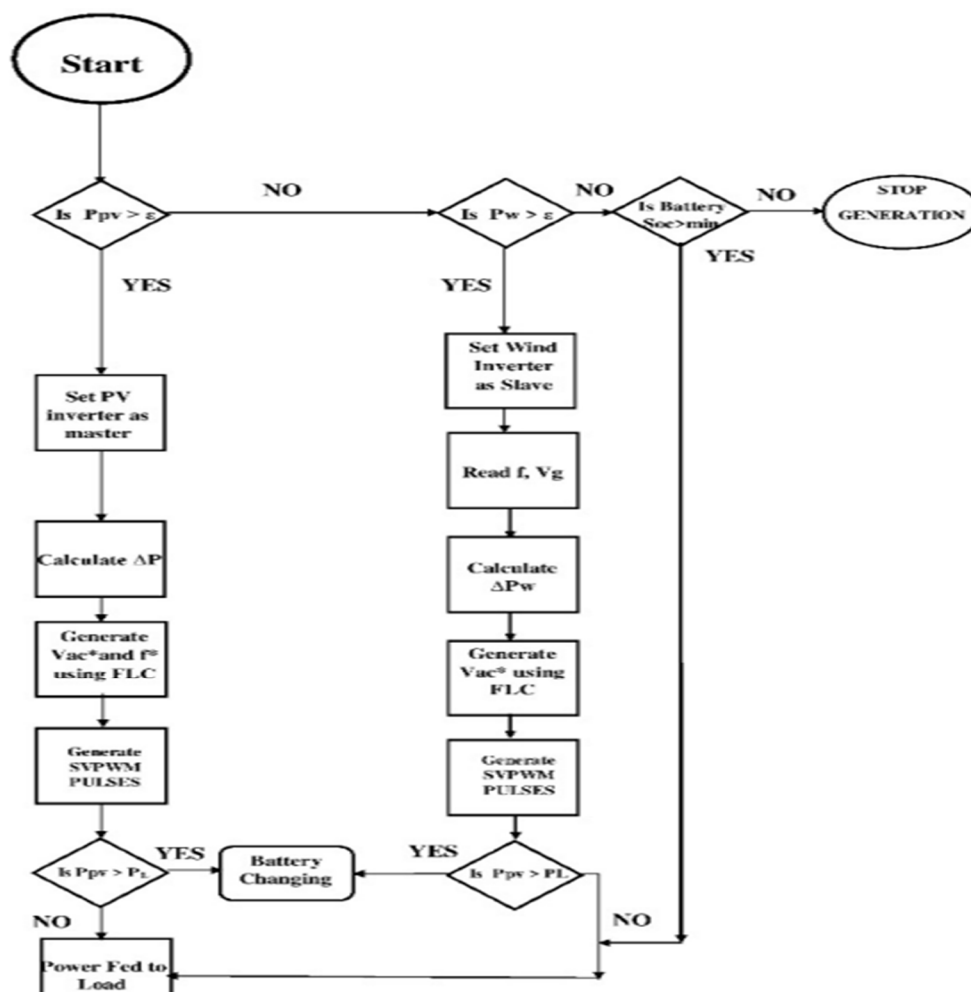 Start
Is Ppv > ε
NO
Is Pw > ε
NO
Is Battery
Soc>min
NO
STOP
GENERATION
YES
YES
YES
Set PV
inverter as
master
Set Wind
Inverter
as Slave
Read f, Vg
Calculate ΔP
Calculate
ΔPw
Generate
Vac*and f*
using FLC
Generate
Vac* using
FLC
Generate
SVPWM
PULSES
Generate
SVPWM
PULSES
Is Ppv > PL
YES
Battery
Changing
YES
Is Ppv > PL
NO
NO
Power Fed to
Load